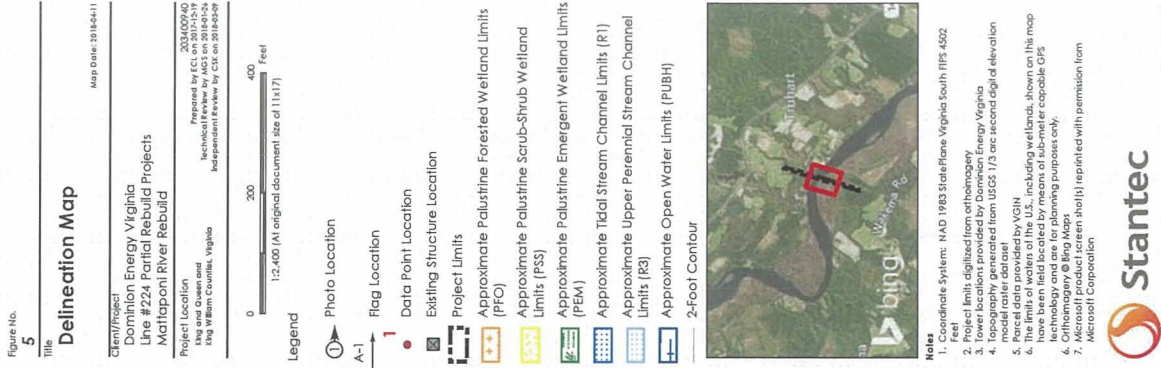 Figure No.
5
Title
Delineation Map
Map Date: 2018-04-11
Client/Project
Dominion Energy Virginia
Line #224 Partial Rebuild Projects
Mattaponi River Rebuild
Project Location 203400940
King and Queen and Prepared by ECL on 2017-12-19
King William Counties, Virginia Technical Review by MGS on 2018-01-26
Independent Review by CSK on 2018-03-09
0 200 400
Feet
1:2,400 (At original document size of 11x17)
Legend
1 Photo Location
A-1 Flag Location
1 Data Point Location
Existing Structure Location
Project Limits
Approximate Palustrine Forested Wetland Limits
(PFO)
Approximate Palustrine Scrub-Shrub Wetland
Limits (PSS)
Approximate Palustrine Emergent Wetland Limits
(PEM)
Approximate Tidal Stream Channel Limits (R1)
Approximate Upper Perennial Stream Channel
Limits (R3)
Approximate Open Water Limits (PUBH)
2-Foot Contour
Truhart
bing
Notes
1. Coordinate System: NAD 1983 StatePlane Virginia South FIPS 4502
Feet
2. Project limits digitized from orthoimagery
3. Tower locations provided by Dominion Energy Virginia
4. Topography generated from USGS 1/3 arc second digital elevation
model raster dataset
5. Parcel data provided by VGIN
6. The limits of waters of the U.S., including wetlands, shown on this map
have been field located by means of sub-meter capable GPS
technology and are for planning purposes only.
6. Orthoimagery © Bing Maps
7. Microsoft product screen shot(s) reprinted with permission from
Microsoft Corporation
Stantec